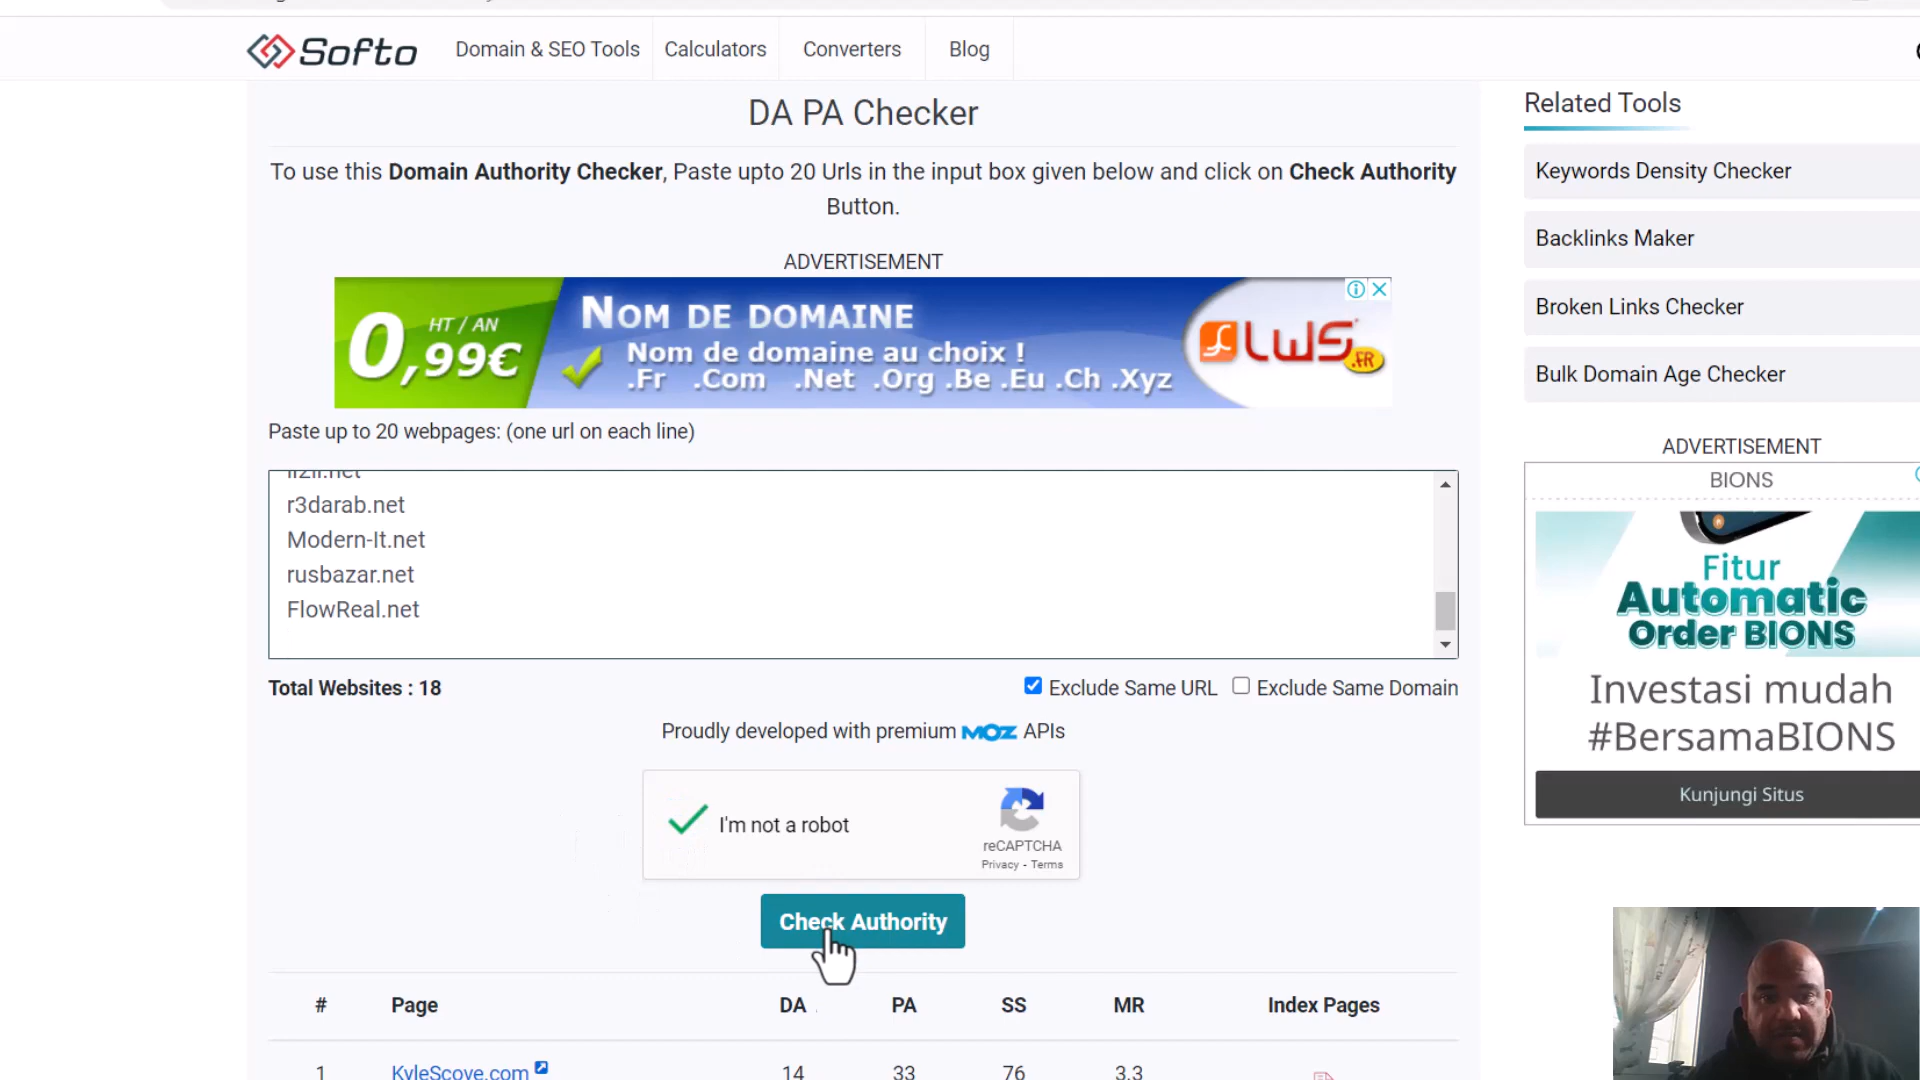 Softo
Domain & SEO Tools
Calculators
Converters
Blog
DA PA Checker
To use this Domain Authority Checker, Paste upto 20 Urls in the input box given below and click on Check Authority
Button.
ADVERTISEMENT
0,99€ HT / AN
NOM DE DOMAINE
Nom de domaine au choix !
.Fr .Com .Net .Org .Be .Eu .Ch .Xyz
LWS .FR
Paste up to 20 webpages: (one url on each line)
r3darab.net
Modern-It.net
rusbazar.net
FlowReal.net
Total Websites : 18
Exclude Same URL
Exclude Same Domain
Proudly developed with premium MOZ APIs
I'm not a robot
reCAPTCHA
Privacy - Terms
Check Authority
# Page DA PA SS MR Index Pages
1 KyleScove.com 14 33 76 3.3
Related Tools
Keywords Density Checker
Backlinks Maker
Broken Links Checker
Bulk Domain Age Checker
ADVERTISEMENT
BIONS
Fitur
Automatic
Order BIONS
Investasi mudah
#BersamaBIONS
Kunjungi Situs